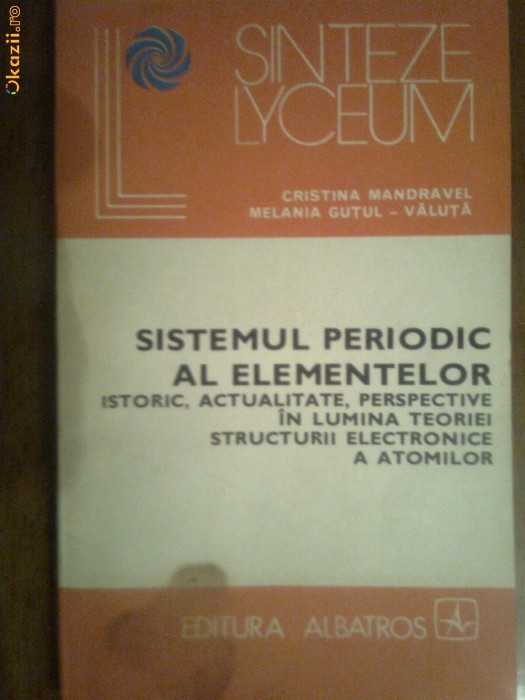 Okazii.ro
SINTEZE
LYCEUM
CRISTINA MANDRAVEL
MELANIA GUȚUL – VĂLUȚĂ
SISTEMUL PERIODIC
AL ELEMENTELOR
ISTORIC, ACTUALITATE, PERSPECTIVE
ÎN LUMINA TEORIEI
STRUCTURII ELECTRONICE
A ATOMILOR
EDITURA ALBATROS